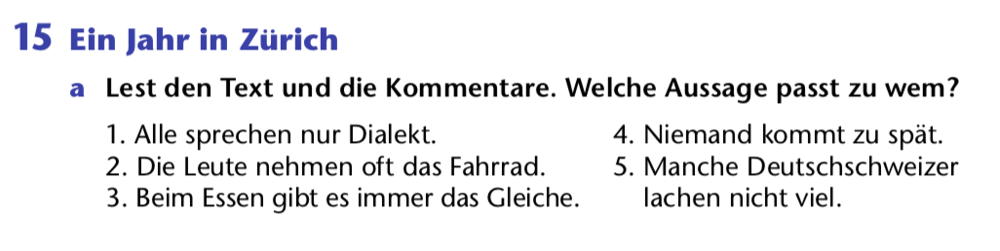 15 Ein Jahr in Zürich
a Lest den Text und die Kommentare. Welche Aussage passt zu wem?
1. Alle sprechen nur Dialekt.
2. Die Leute nehmen oft das Fahrrad.
3. Beim Essen gibt es immer das Gleiche.
4. Niemand kommt zu spät.
5. Manche Deutschschweizer
lachen nicht viel.